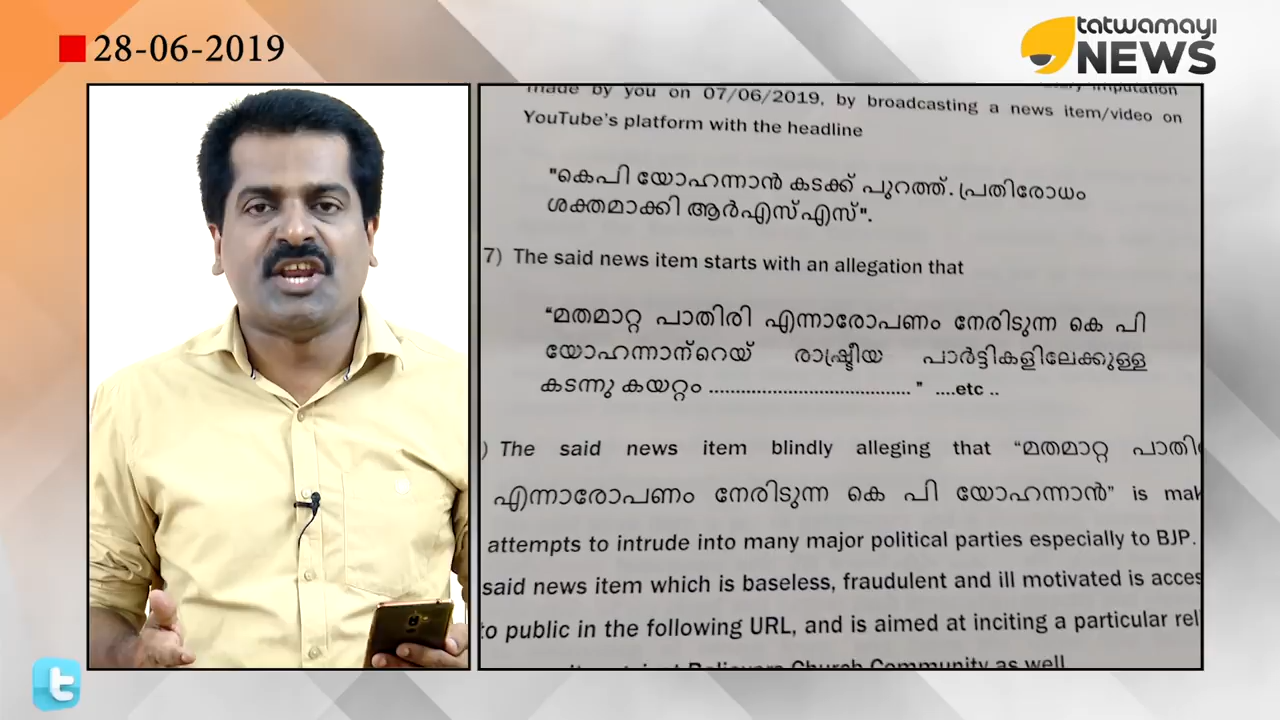 28-06-2019
tatwamayi
NEWS
made by you on 07/06/2019, by broadcasting a news item/video on
YouTube's platform with the headline
"കെപി യോഹന്നാൻ കടക്ക് പുറത്ത്. പ്രതിരോധം
ശക്തമാക്കി ആർഎസ്എസ്".
7) The said news item starts with an allegation that
"മതമാറ്റ പാതിരി എന്നാരോപണം നേരിടുന്ന കെ പി
യോഹന്നാന്റെയ് രാഷ്ട്രീയ പാർട്ടികളിലേക്കുള്ള
കടന്നു കയറ്റം ...................................... " ....etc ..
) The said news item blindly alleging that "മതമാറ്റ
എന്നാരോപണം നേരിടുന്ന കെ പി യോഹന്നാൻ" is
attempts to intrude into many major political parties especially to BJP.
said news item which is baseless, fraudulent and ill motivated is
to public in the following URL, and is aimed at inciting a particular
Believers Church Community as well